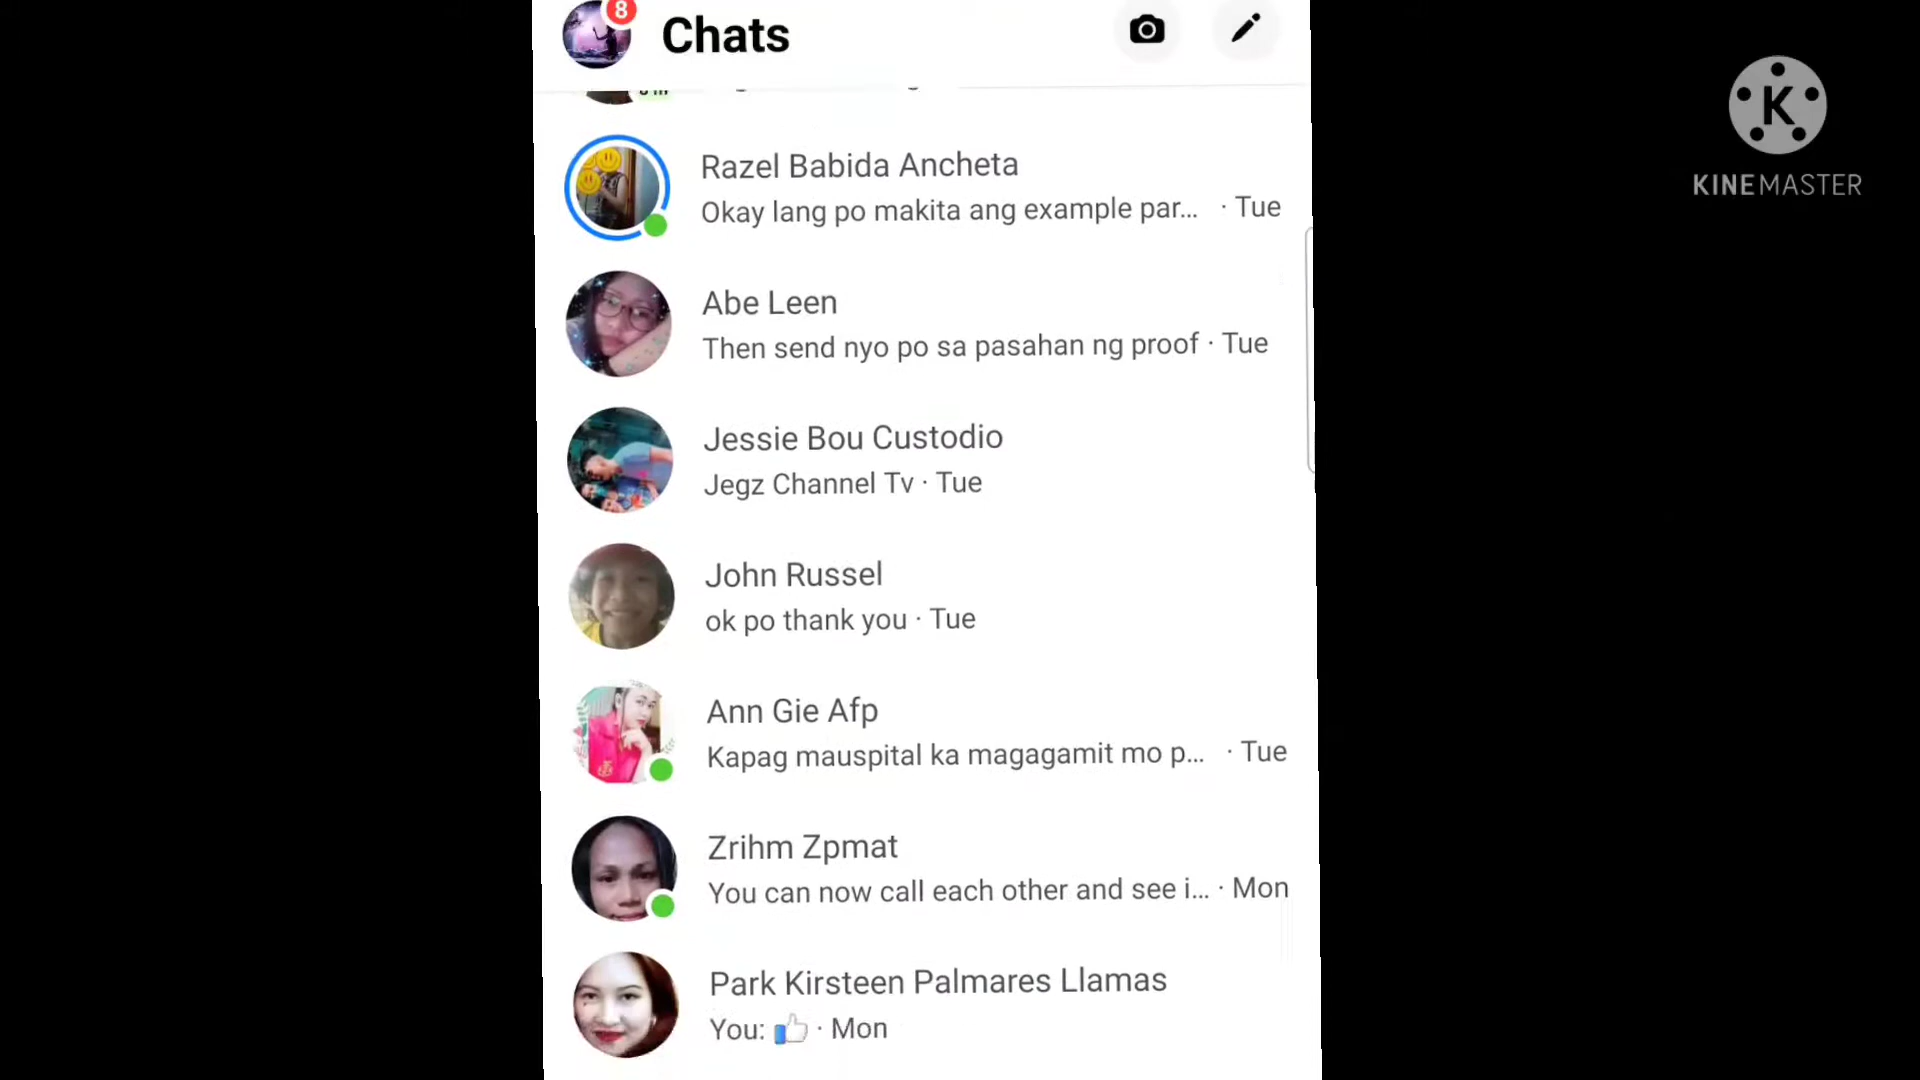 8
Chats
KINEMASTER
Razel Babida Ancheta
Okay lang po makita ang example par... · Tue
Abe Leen
Then send nyo po sa pasahan ng proof · Tue
Jessie Bou Custodio
Jegz Channel Tv · Tue
John Russel
ok po thank you · Tue
Ann Gie Afp
Kapag mauspital ka magagamit mo p... · Tue
Zrihm Zpmat
You can now call each other and see i... · Mon
Park Kirsteen Palmares Llamas
You: 👍 · Mon